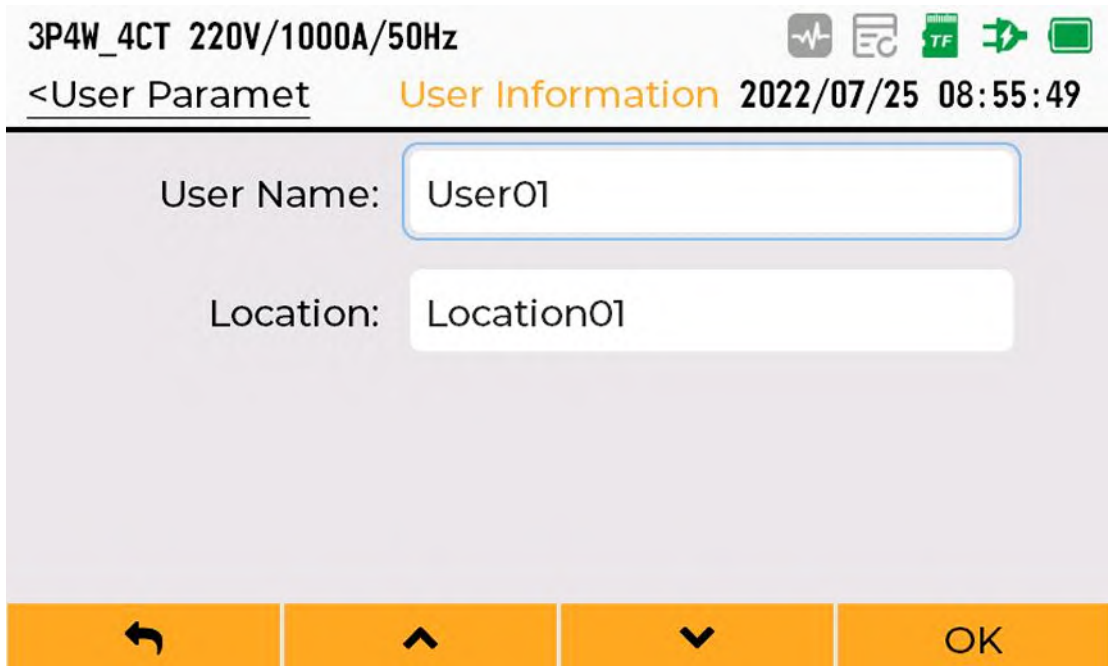 3P4W_4CT 220V/1000A/50Hz TF
<User Paramet User Information 2022/07/25 08:55:49
User Name: User01
Location: Location01
OK